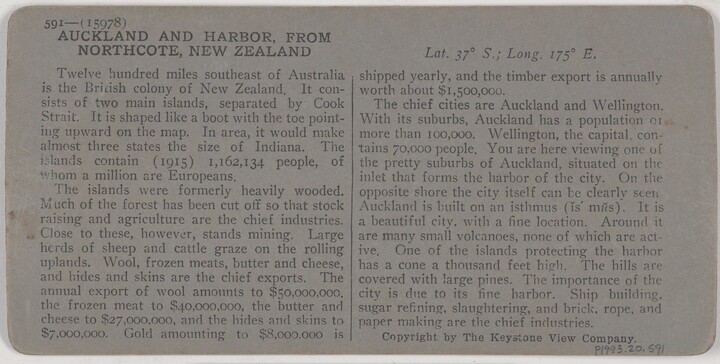 591—(15978)
AUCKLAND AND HARBOR, FROM
NORTHCOTE, NEW ZEALAND
Twelve hundred miles southeast of Australia
is the British colony of New Zealand. It con-
sists of two main islands, separated by Cook
Strait. It is shaped like a boot with the toe point-
ing upward on the map. In area, it would make
almost three states the size of Indiana. The
islands contain (1915) 1,162,134 people, of
whom a million are Europeans.
The islands were formerly heavily wooded.
Much of the forest has been cut off so that stock
raising and agriculture are the chief industries.
Close to these, however, stands mining. Large
herds of sheep and cattle graze on the rolling
uplands. Wool, frozen meats, butter and cheese,
and hides and skins are the chief exports. The
annual export of wool amounts to $50,000,000,
the frozen meat to $40,000,000, the butter and
cheese to $27,000,000, and the hides and skins to
$7,000,000. Gold amounting to $8,000,000 is
Lat. 37° S.; Long. 175° E.
shipped yearly, and the timber export is annually
worth about $1,500,000.
The chief cities are Auckland and Wellington.
With its suburbs, Auckland has a population of
more than 100,000. Wellington, the capital, con-
tains 70,000 people. You are here viewing one of
the pretty suburbs of Auckland, situated on the
inlet that forms the harbor of the city. On the
opposite shore the city itself can be clearly seen.
Auckland is built on an isthmus (ĭs' mŭs). It is
a beautiful city, with a fine location. Around it
are many small volcanoes, none of which are act-
ive. One of the islands protecting the harbor
has a cone a thousand feet high. The hills are
covered with large pines. The importance of the
city is due to its fine harbor. Ship building,
sugar refining, slaughtering, and brick, rope, and
paper making are the chief industries.
Copyright by The Keystone View Company.
P1993.20.591